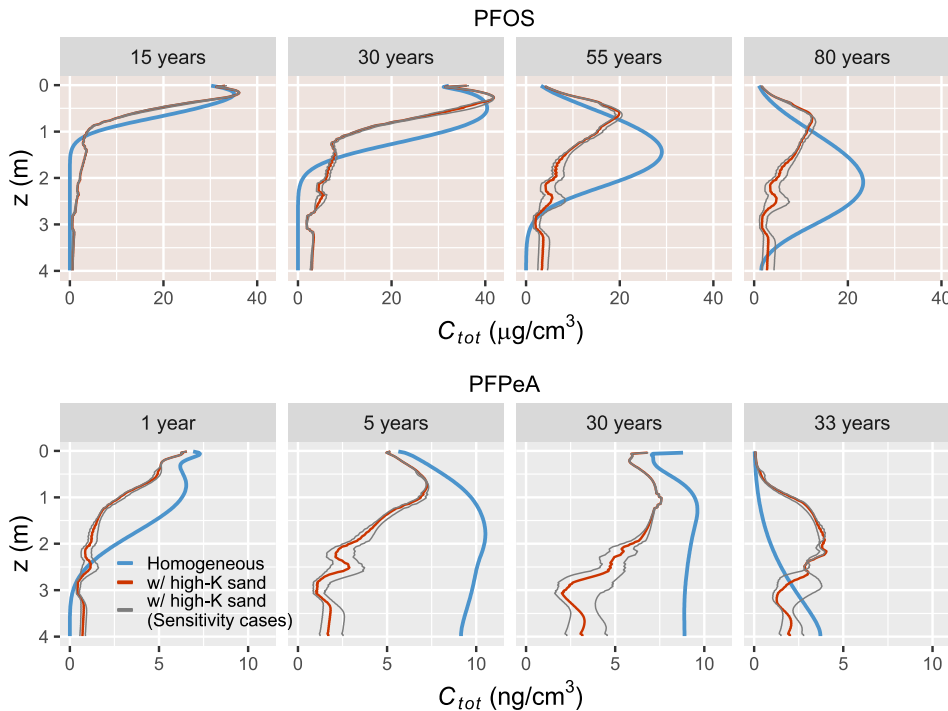 PFOS
15 years 30 years 55 years 80 years
0
1
2
3
4
z (m)
0 20 40 0 20 40 0 20 40 0 20 40
C_tot (μg/cm³)
PFPeA
1 year 5 years 30 years 33 years
0
1
2
3
4
z (m)
Homogeneous
w/ high-K sand
w/ high-K sand
(Sensitivity cases)
0 5 10 0 5 10 0 5 10 0 5 10
C_tot (ng/cm³)